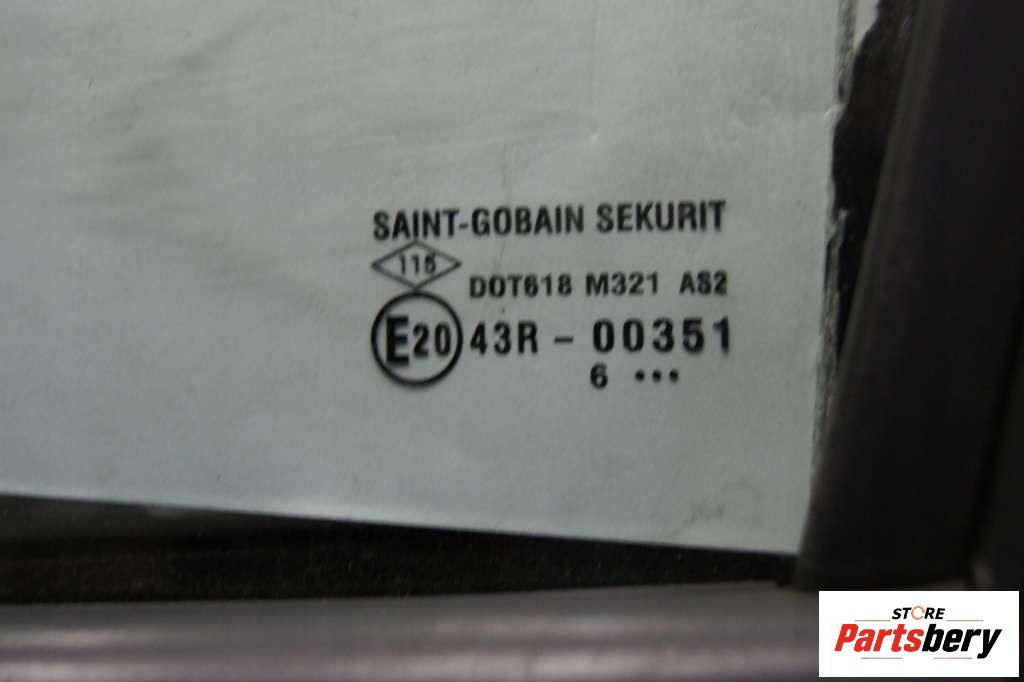 SAINT-GOBAIN SEKURIT
116
DOT618 M321 AS2
E20 43R - 00351
6 •••
STORE
Partsbery